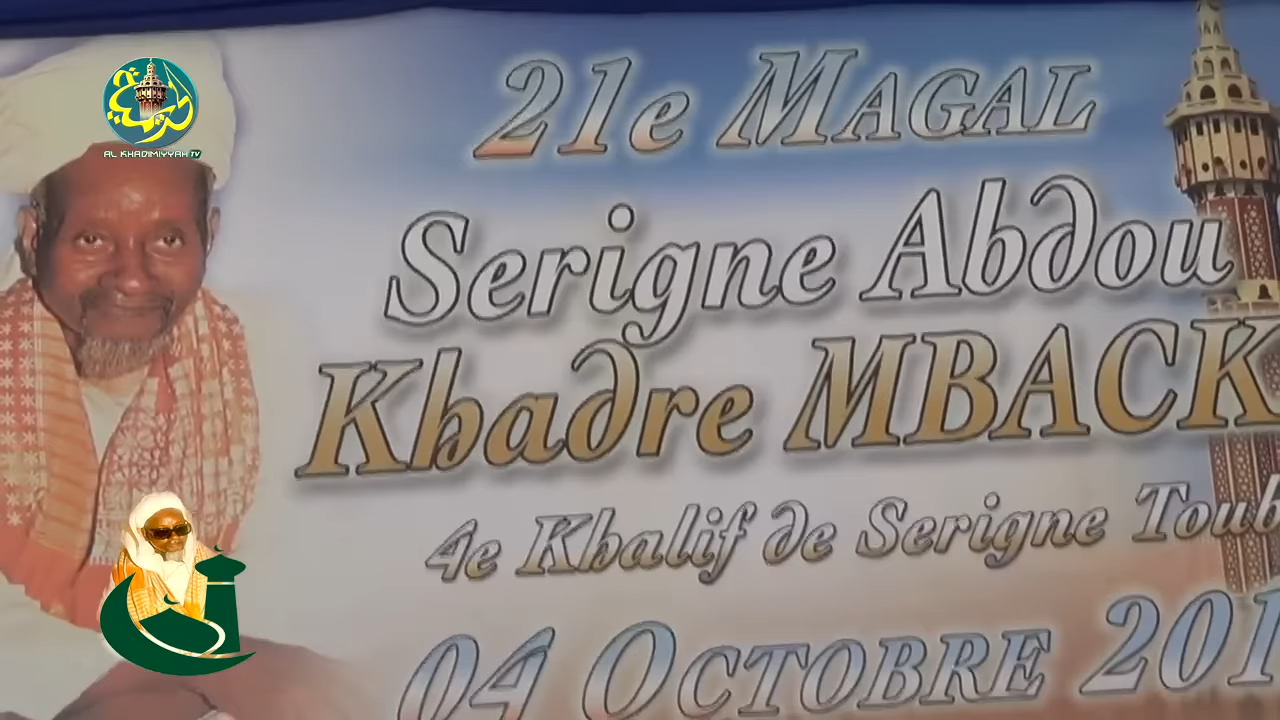 AL KHADIMIYYAH TV
21e MAGAL
Serigne Abdou
Khadre MBACK
4e Khalif de Serigne Toub
04 OCTOBRE 201